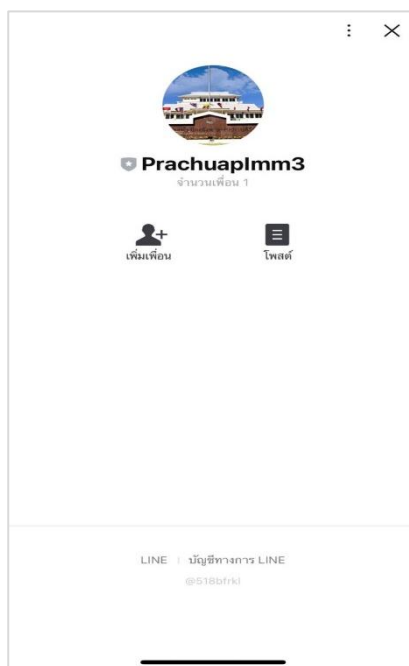 PrachuapImm3
จำนวนเพื่อน 1
เพิ่มเพื่อน
โพสต์
LINE | บัญชีทางการ LINE
@518bfrkl